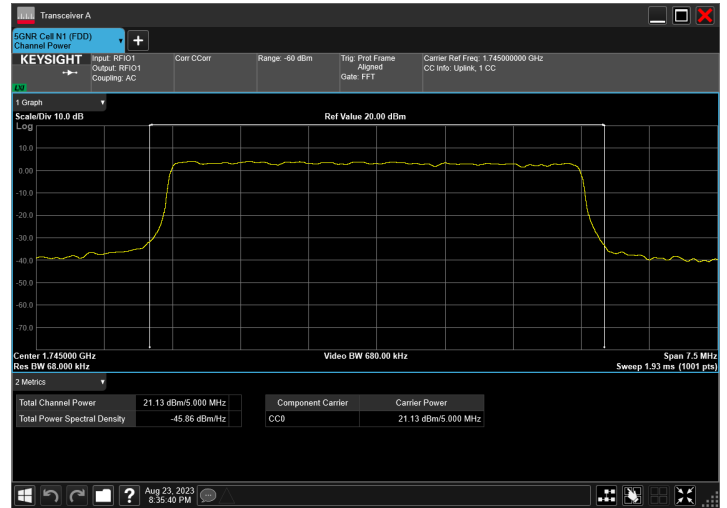 Transceiver A
5GNR Cell N1 (FDD)
Channel Power
KEYSIGHT
Input: RFIO1
Output: RFIO1
Coupling: AC
Corr CCorr
Range: -60 dBm
Trig: Prot Frame
Aligned
Gate: FFT
Carrier Ref Freq: 1.745000000 GHz
CC Info: Uplink, 1 CC
LXI
1 Graph
Scale/Div 10.0 dB
Ref Value 20.00 dBm
Log
10.0
0.00
-10.0
-20.0
-30.0
-40.0
-50.0
-60.0
-70.0
Center 1.745000 GHz
Video BW 680.00 kHz
Span 7.5 MHz
Res BW 68.000 kHz
Sweep 1.93 ms (1001 pts)
2 Metrics
Total Channel Power 21.13 dBm/5.000 MHz
Total Power Spectral Density -45.86 dBm/Hz
Component Carrier Carrier Power
CC0 21.13 dBm/5.000 MHz
? Aug 23, 2023
8:35:40 PM